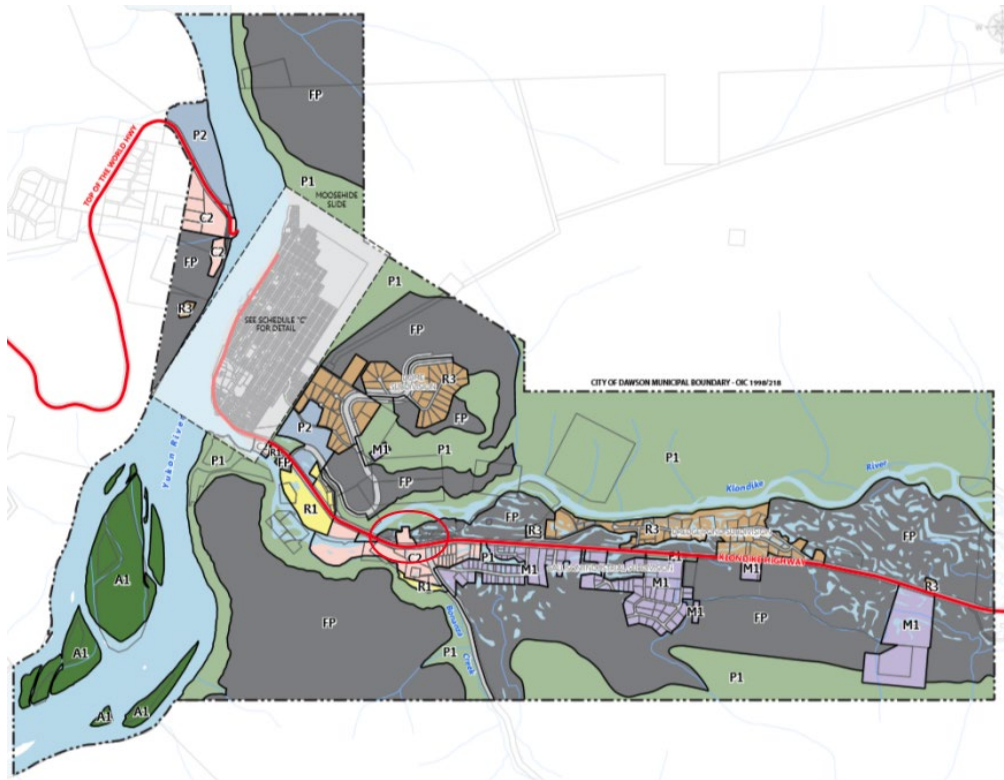 FP
P2
TOP OF THE WORLD HWY
P1
MOOSEHIDE
SLIDE
C2
C2
FP
P1
R3
SEE SCHEDULE "C"
FOR DETAIL
FP
R3
CITY OF DAWSON MUNICIPAL BOUNDARY - OIC 1998/218
FP
P2
Yukon River
M1
P1
P1
P1
R1
FP
FP
Klondike
River
R1
FP
R3
R3
FP
C2
P1
P1
KLONDIKE HIGHWAY
M1
M1
M1
A1
R1
R3
M1
FP
FP
M1
Bonanza
Creek
P1
A1
P1
A1
A1